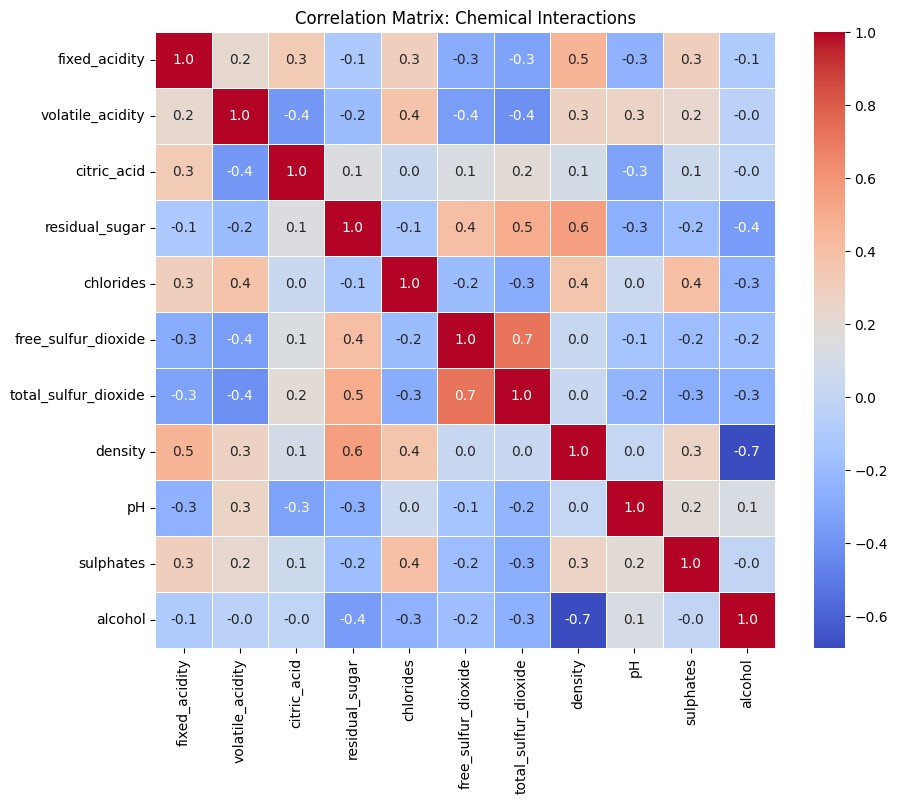 Correlation Matrix: Chemical Interactions
fixed_acidity 1.0 0.2 0.3 -0.1 0.3 -0.3 -0.3 0.5 -0.3 0.3 -0.1
volatile_acidity 0.2 1.0 -0.4 -0.2 0.4 -0.4 -0.4 0.3 0.3 0.2 -0.0
citric_acid 0.3 -0.4 1.0 0.1 0.0 0.1 0.2 0.1 -0.3 0.1 -0.0
residual_sugar -0.1 -0.2 0.1 1.0 -0.1 0.4 0.5 0.6 -0.3 -0.2 -0.4
chlorides 0.3 0.4 0.0 -0.1 1.0 -0.2 -0.3 0.4 0.0 0.4 -0.3
free_sulfur_dioxide -0.3 -0.4 0.1 0.4 -0.2 1.0 0.7 0.0 -0.1 -0.2 -0.2
total_sulfur_dioxide -0.3 -0.4 0.2 0.5 -0.3 0.7 1.0 0.0 -0.2 -0.3 -0.3
density 0.5 0.3 0.1 0.6 0.4 0.0 0.0 1.0 0.0 0.3 -0.7
pH -0.3 0.3 -0.3 -0.3 0.0 -0.1 -0.2 0.0 1.0 0.2 0.1
sulphates 0.3 0.2 0.1 -0.2 0.4 -0.2 -0.3 0.3 0.2 1.0 -0.0
alcohol -0.1 -0.0 -0.0 -0.4 -0.3 -0.2 -0.3 -0.7 0.1 -0.0 1.0
fixed_acidity
volatile_acidity
citric_acid
residual_sugar
chlorides
free_sulfur_dioxide
total_sulfur_dioxide
density
pH
sulphates
alcohol
1.0
0.8
0.6
0.4
0.2
0.0
−0.2
−0.4
−0.6